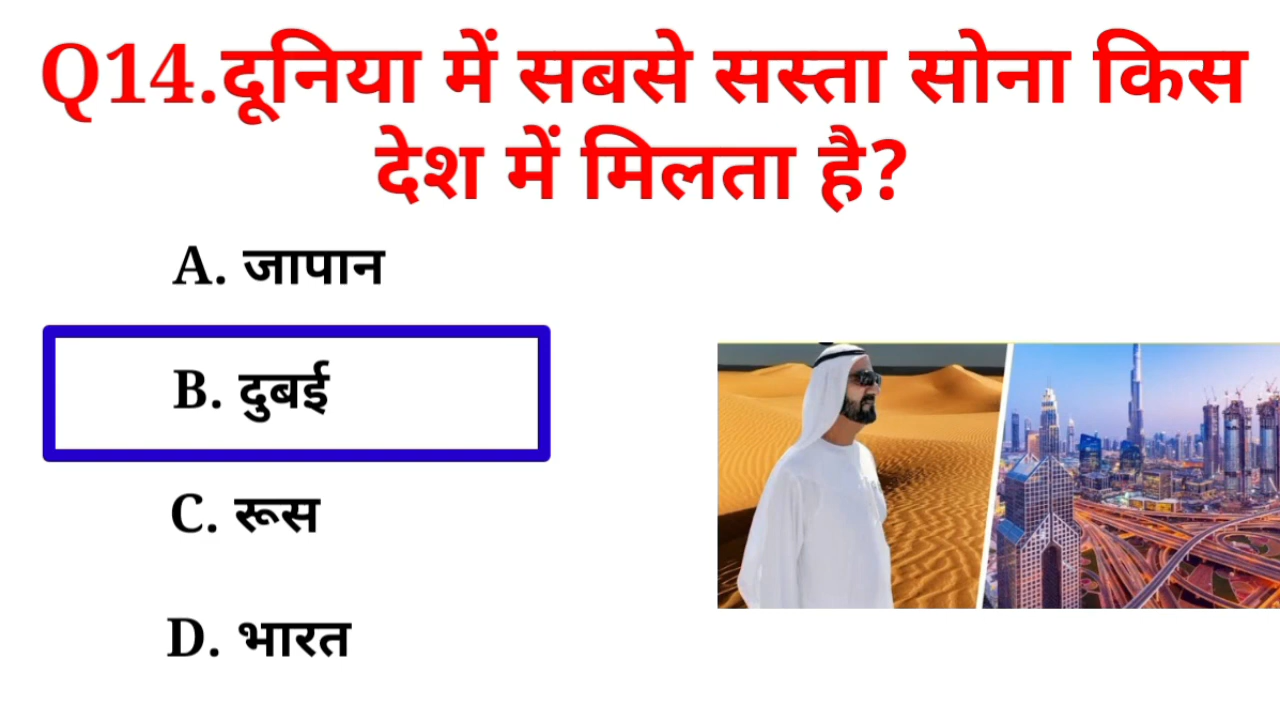 Q14.दूनिया में सबसे सस्ता सोना किस
देश में मिलता है?
A. जापान
B. दुबई
C. रूस
D. भारत